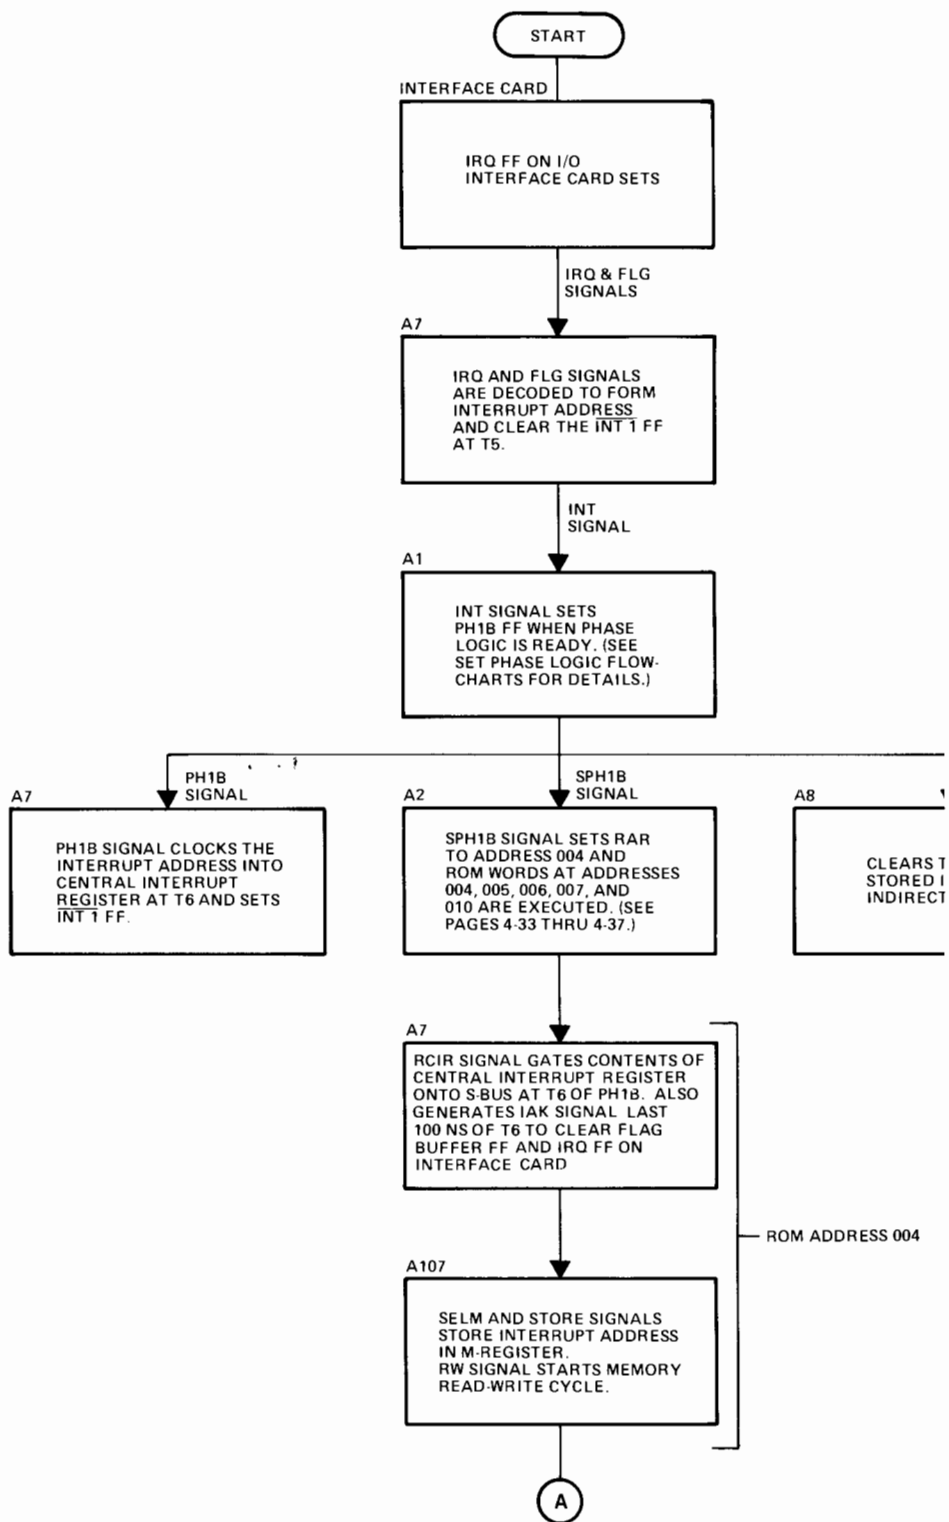 START
INTERFACE CARD
IRQ FF ON I/O
INTERFACE CARD SETS
IRQ & FLG
SIGNALS
A7
IRQ AND FLG SIGNALS
ARE DECODED TO FORM
INTERRUPT ADDRESS
AND CLEAR THE INT 1 FF
AT T5.
INT
SIGNAL
A1
INT SIGNAL SETS
PH1B FF WHEN PHASE
LOGIC IS READY. (SEE
SET PHASE LOGIC FLOW-
CHARTS FOR DETAILS.)
PH1B
SIGNAL
A7
PH1B SIGNAL CLOCKS THE
INTERRUPT ADDRESS INTO
CENTRAL INTERRUPT
REGISTER AT T6 AND SETS
INT 1 FF.
SPH1B
SIGNAL
A2
SPH1B SIGNAL SETS RAR
TO ADDRESS 004 AND
ROM WORDS AT ADDRESSES
004, 005, 006, 007, AND
010 ARE EXECUTED. (SEE
PAGES 4-33 THRU 4-37.)
A8
CLEARS
STORED
INDIRECT
A7
RCIR SIGNAL GATES CONTENTS OF
CENTRAL INTERRUPT REGISTER
ONTO S-BUS AT T6 OF PH1B. ALSO
GENERATES IAK SIGNAL LAST
100 NS OF T6 TO CLEAR FLAG
BUFFER FF AND IRQ FF ON
INTERFACE CARD
ROM ADDRESS 004
A107
SELM AND STORE SIGNALS
STORE INTERRUPT ADDRESS
IN M-REGISTER.
RW SIGNAL STARTS MEMORY
READ-WRITE CYCLE.
A